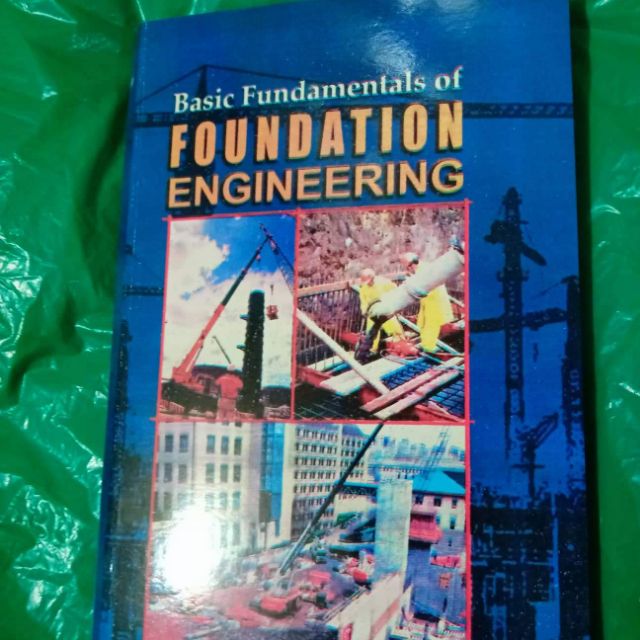 Basic Fundamentals of
FOUNDATION
ENGINEERING